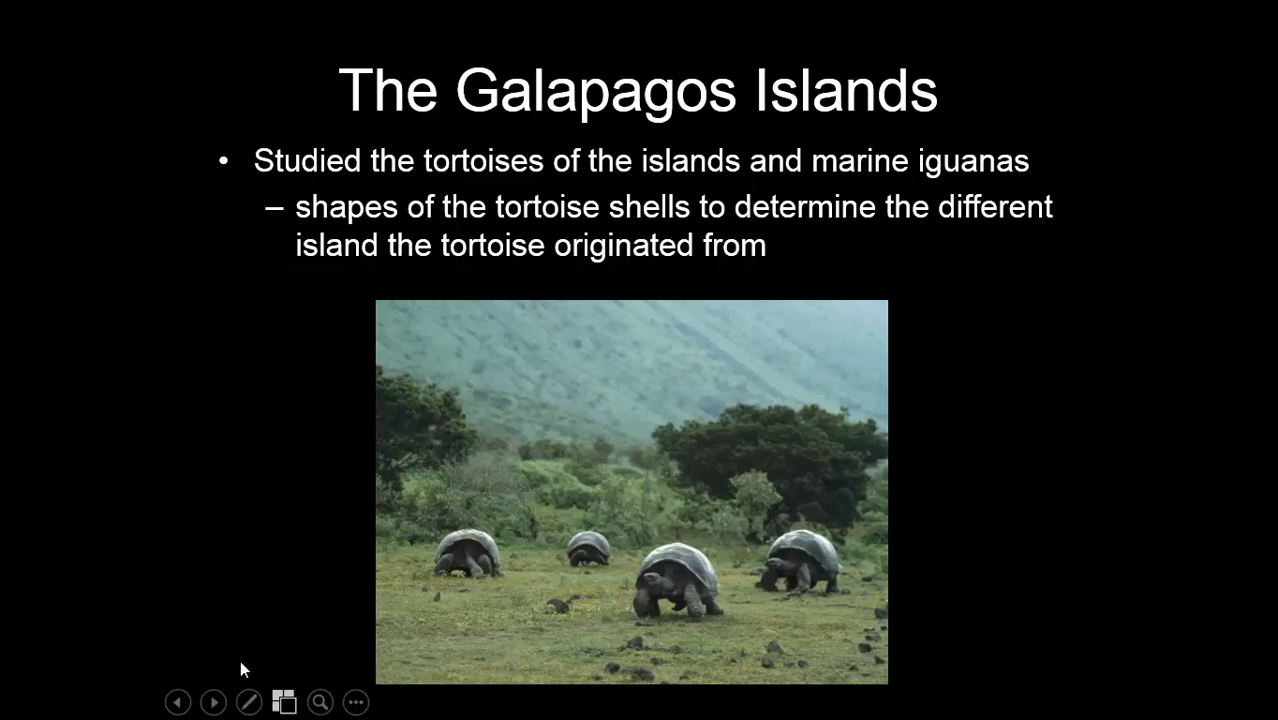 The Galapagos Islands
• Studied the tortoises of the islands and marine iguanas
– shapes of the tortoise shells to determine the different
island the tortoise originated from